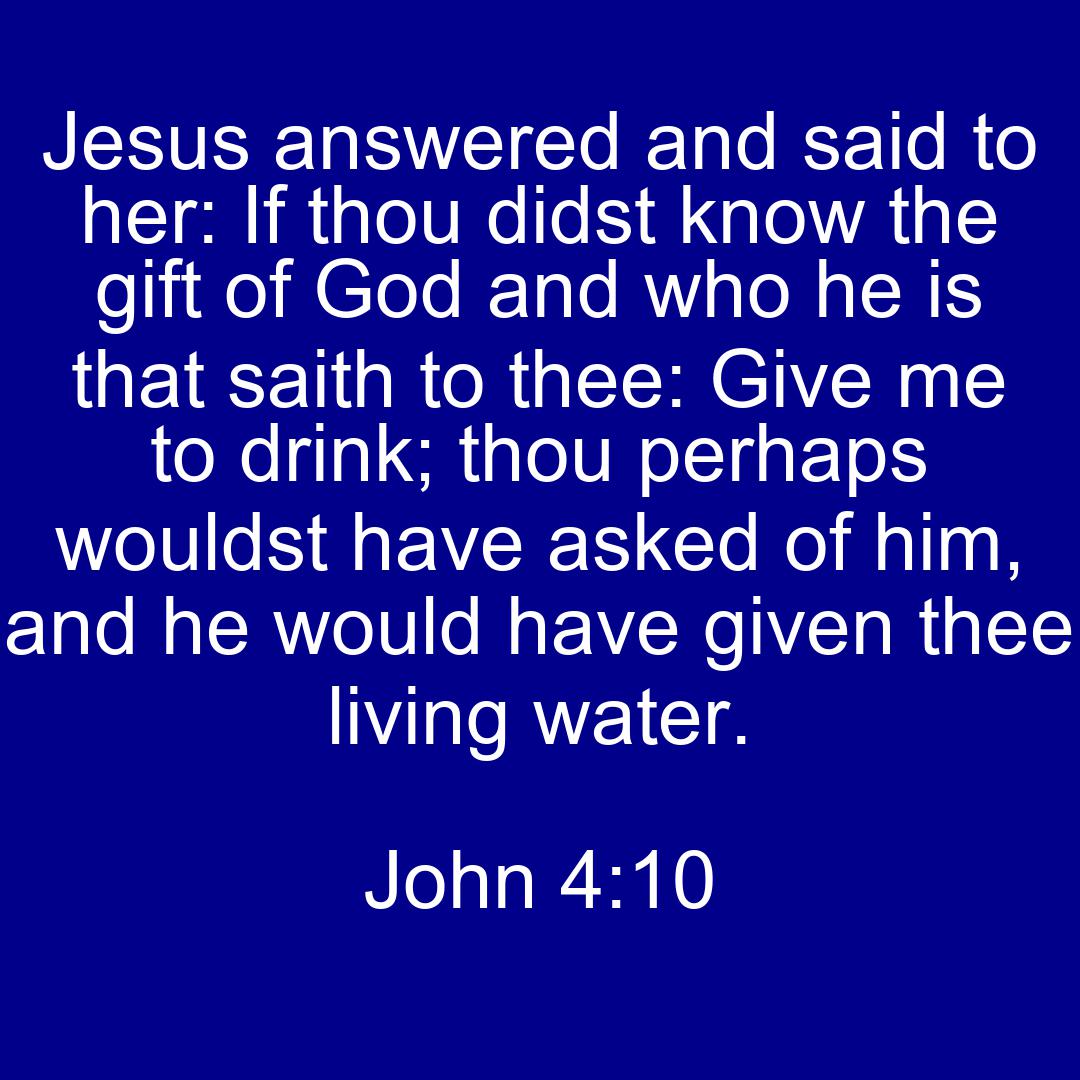 Jesus answered and said to
her: If thou didst know the
gift of God and who he is
that saith to thee: Give me
to drink; thou perhaps
wouldst have asked of him,
and he would have given thee
living water.
John 4:10